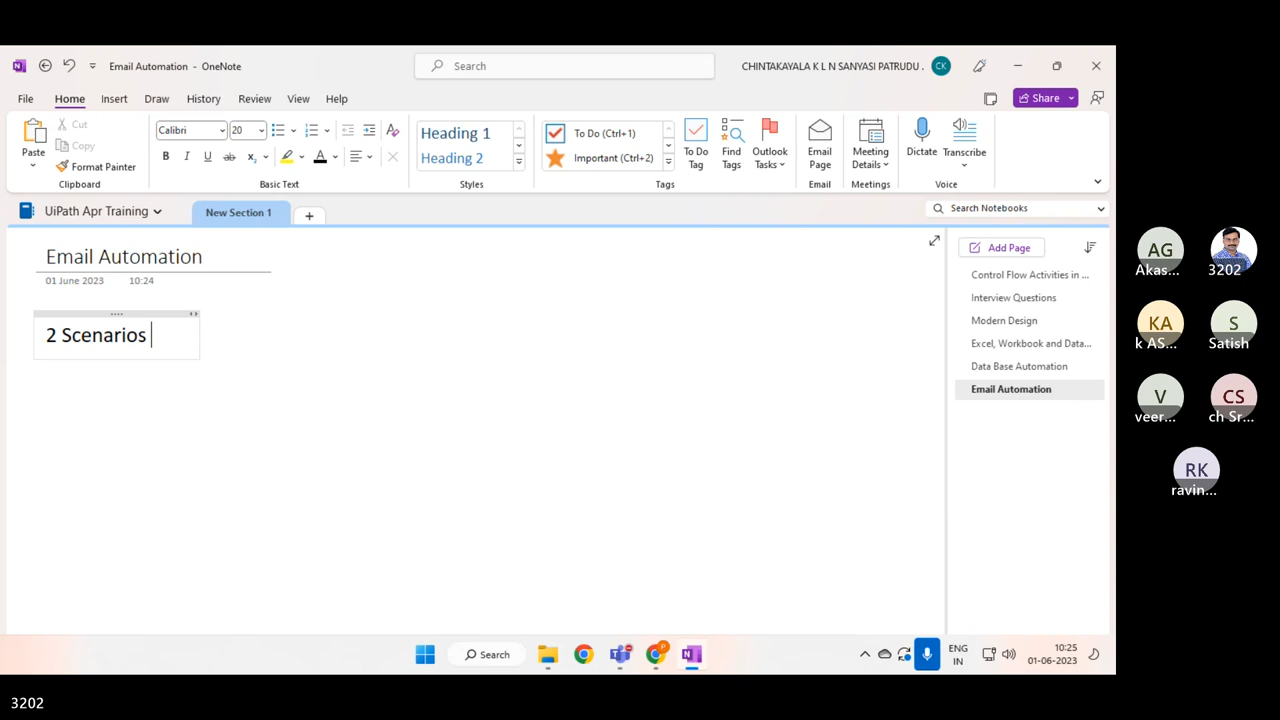 Email Automation - OneNote
Search
CHINTAKAYALA K L N SANYASI PATRUDU .
CK
File Home Insert Draw History Review View Help
Share
Paste
Cut
Copy
Format Painter
Clipboard
Calibri 20
B I U ab x
A
Basic Text
Heading 1
Heading 2
Styles
To Do (Ctrl+1)
Important (Ctrl+2)
To Do Tag
Find Tags
Outlook Tasks
Tags
Email Page
Email
Meeting Details
Meetings
Dictate
Transcribe
Voice
UiPath Apr Training
New Section 1
+
Search Notebooks
Email Automation
01 June 2023 10:24
2 Scenarios
Add Page
Control Flow Activities in ...
Interview Questions
Modern Design
Excel, Workbook and Data...
Data Base Automation
Email Automation
AG
Akas...
3202
KA
k AS...
S
Satish
V
veer...
CS
ch Sr...
RK
ravin...
Search
ENG
IN
10:25
01-06-2023
3202